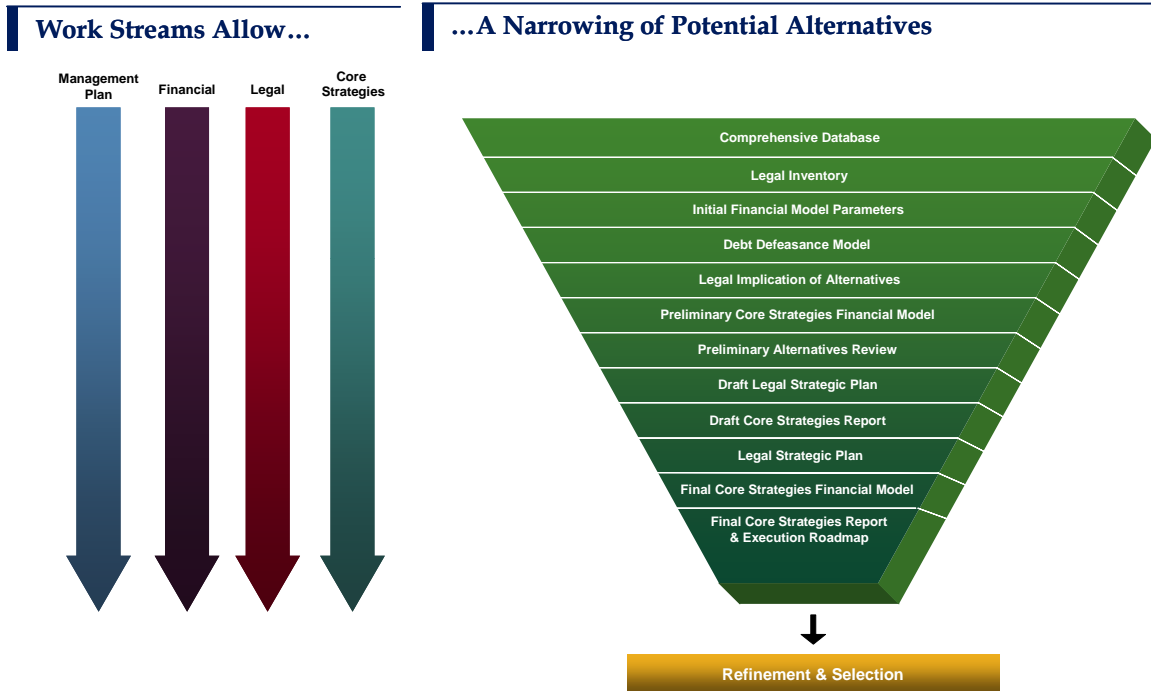 Work Streams Allow…
…A Narrowing of Potential Alternatives
Management
Plan
Financial
Legal
Core
Strategies
Comprehensive Database
Legal Inventory
Initial Financial Model Parameters
Debt Defeasance Model
Legal Implication of Alternatives
Preliminary Core Strategies Financial Model
Preliminary Alternatives Review
Draft Legal Strategic Plan
Draft Core Strategies Report
Legal Strategic Plan
Final Core Strategies Financial Model
Final Core Strategies Report
& Execution Roadmap
Refinement & Selection